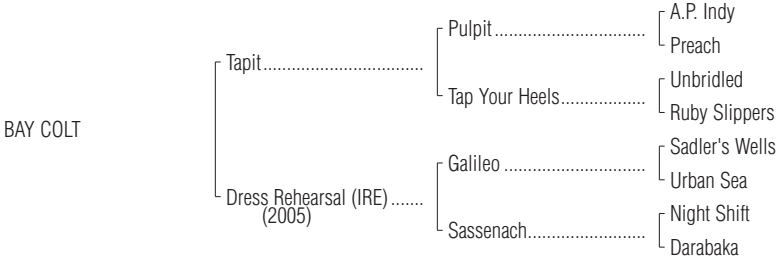 A.P. Indy
Pulpit................................
Preach
Tapit..................................
Unbridled
Tap Your Heels..................
Ruby Slippers
BAY COLT
Sadler's Wells
Galileo ..............................
Urban Sea
Dress Rehearsal (IRE) .......
(2005)
Night Shift
Sassenach.........................
Darabaka